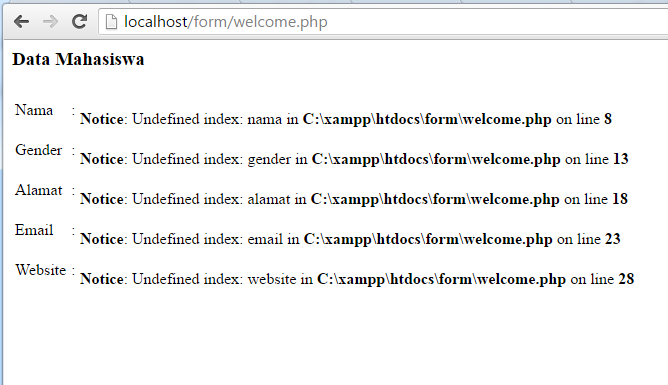 localhost/form/welcome.php
Data Mahasiswa
Nama : Notice: Undefined index: nama in C:\xampp\htdocs\form\welcome.php on line 8
Gender : Notice: Undefined index: gender in C:\xampp\htdocs\form\welcome.php on line 13
Alamat : Notice: Undefined index: alamat in C:\xampp\htdocs\form\welcome.php on line 18
Email : Notice: Undefined index: email in C:\xampp\htdocs\form\welcome.php on line 23
Website : Notice: Undefined index: website in C:\xampp\htdocs\form\welcome.php on line 28